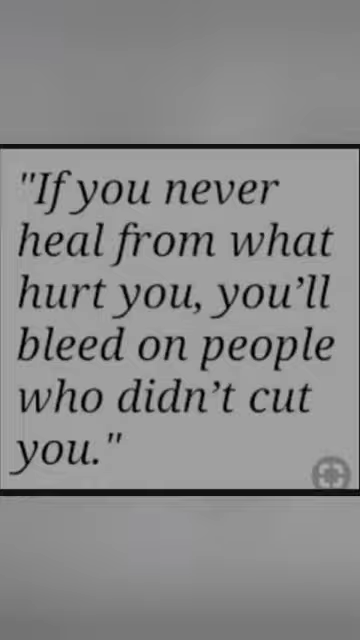 "If you never
heal from what
hurt you, you’ll
bleed on people
who didn’t cut
you."